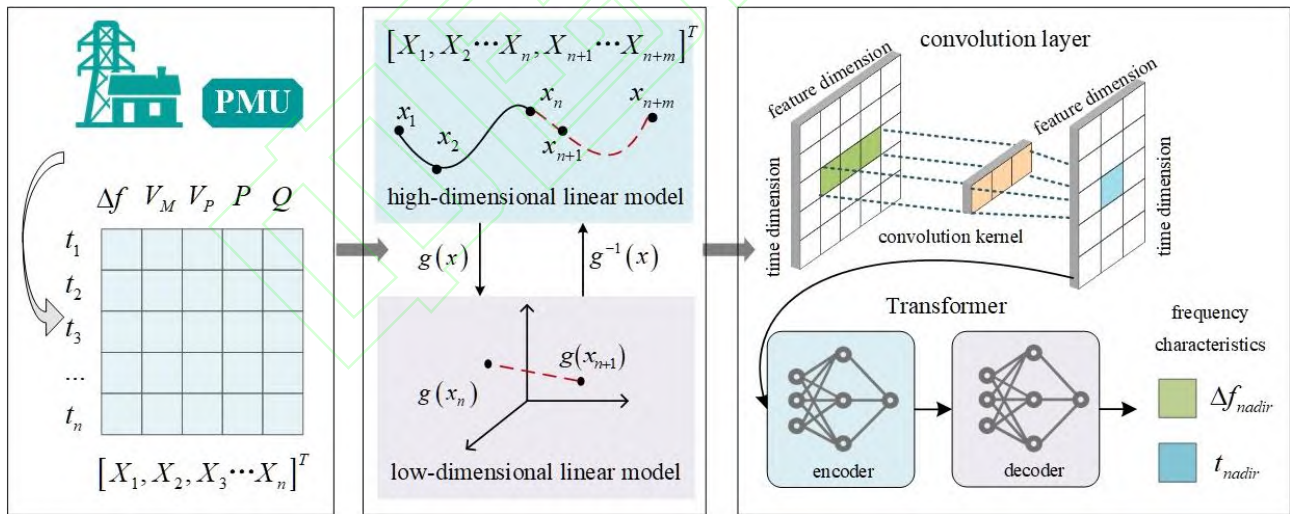 PMU
Δf V_M V_P P Q
t_1
t_2
t_3
...
t_n
[X_1, X_2, X_3⋯X_n]^T
[X_1, X_2⋯X_n, X_{n+1}⋯X_{n+m}]^T
x_1
x_2
x_n
x_{n+1}
x_{n+m}
high-dimensional linear model
g(x)
g^{-1}(x)
g(x_n)
g(x_{n+1})
low-dimensional linear model
convolution layer
feature dimension
time dimension
convolution kernel
feature dimension
time dimension
Transformer
encoder
decoder
frequency
characteristics
Δf_{nadir}
t_{nadir}